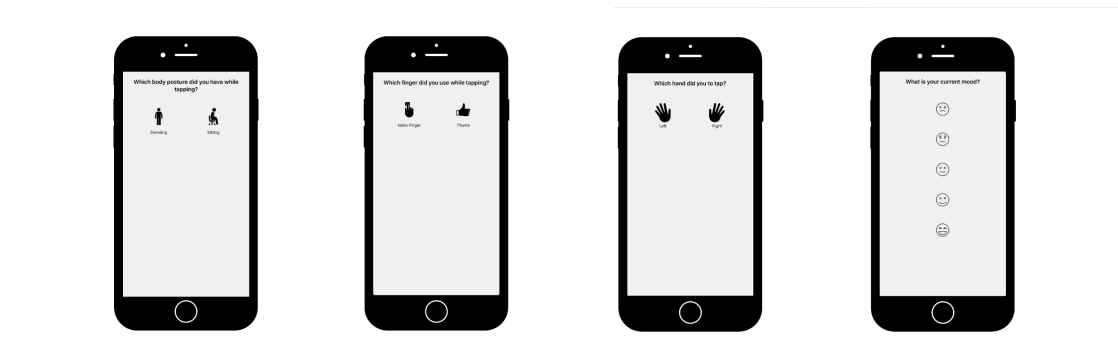 Which body posture did you have while
tapping?
Standing
Sitting
Which finger did you use while tapping?
Index Finger
Thumb
Which hand did you to tap?
Left
Right
What is your current mood?